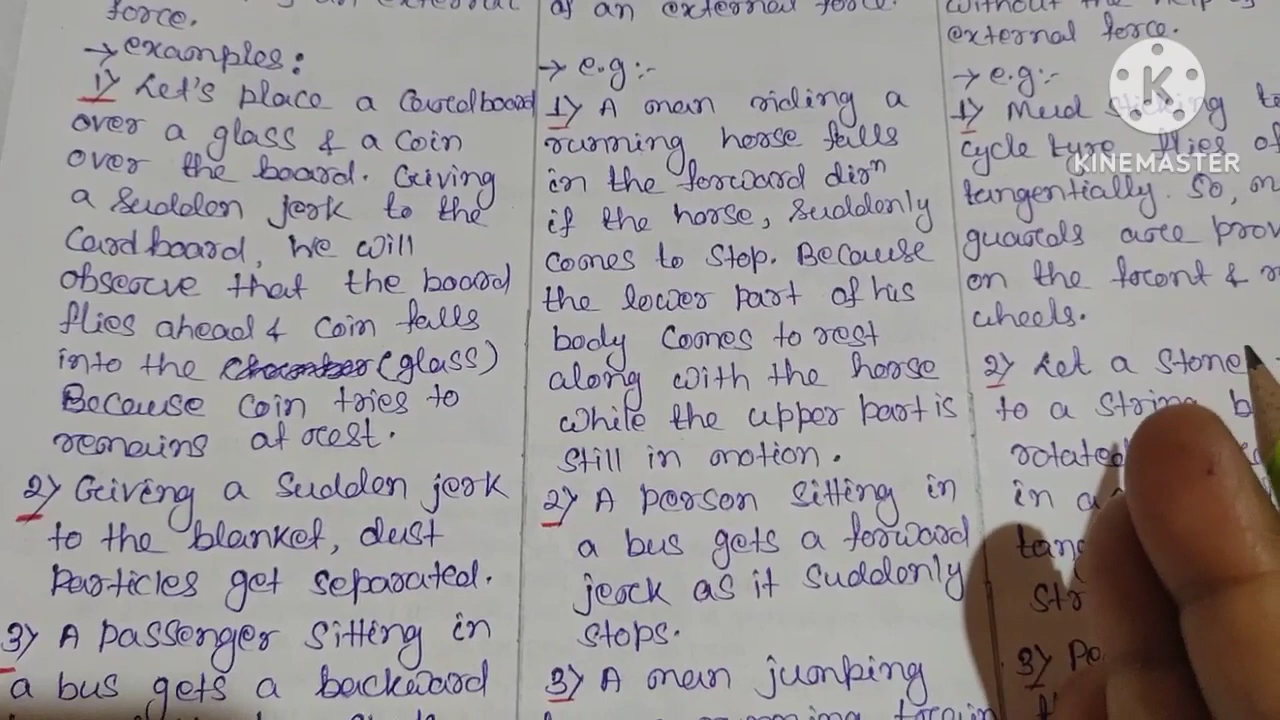 force.
→ examples:
1) Let's place a Cardboard
over a glass & a coin
over the board. Giving
a sudden jerk to the
Cardboard, we will
observe that the board
flies ahead & coin falls
into the (glass)
Because coin tries to
remains at rest.
2) Giving a sudden jerk
to the blanket, dust
Particles get separated.
3) A Passenger sitting in
a bus gets a backward
of an external force.
→ e.g:-
1) A man riding a
running horse falls
in the forward dirⁿ
if the horse, suddenly
comes to stop. Because
the lower part of his
body comes to rest
along with the horse
while the upper part is
still in motion.
2) A person sitting in
a bus gets a forward
jerk as it suddenly
stops.
3) A man jumping
without the
external force.
→ e.g:-
1) Mud sticking
cycle tyre flies
tangentially. So,
guards are
on the front &
wheels.
2) Let a stone
to a string
rotated
in a
3)
K
KINEMASTER